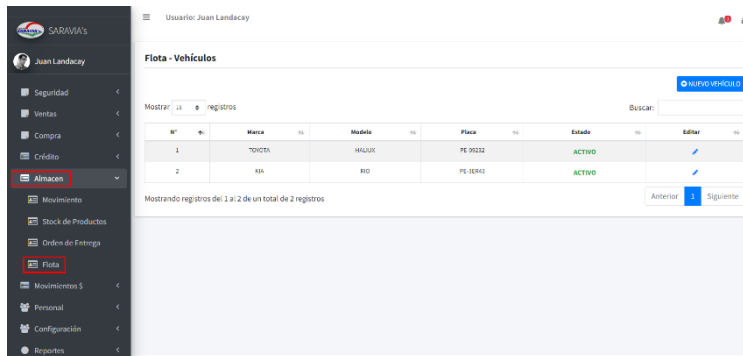 SARAVIA's
Usuario: Juan Landacay
Juan Landacay
Seguridad
Ventas
Compra
Crédito
Almacen
Movimiento
Stock de Productos
Orden de Entrega
Flota
Movimientos $
Personal
Configuración
Reportes
Flota - Vehículos
NUEVO VEHÍCULO
Mostrar registros
Buscar:
N° Marca Modelo Placa Estado Editar
1 TOYOTA HALIUX PE-09232 ACTIVO
2 KIA RIO ACTIVO
Mostrando registros del 1 al 2 de un total de 2 registros
Anterior 1 Siguiente